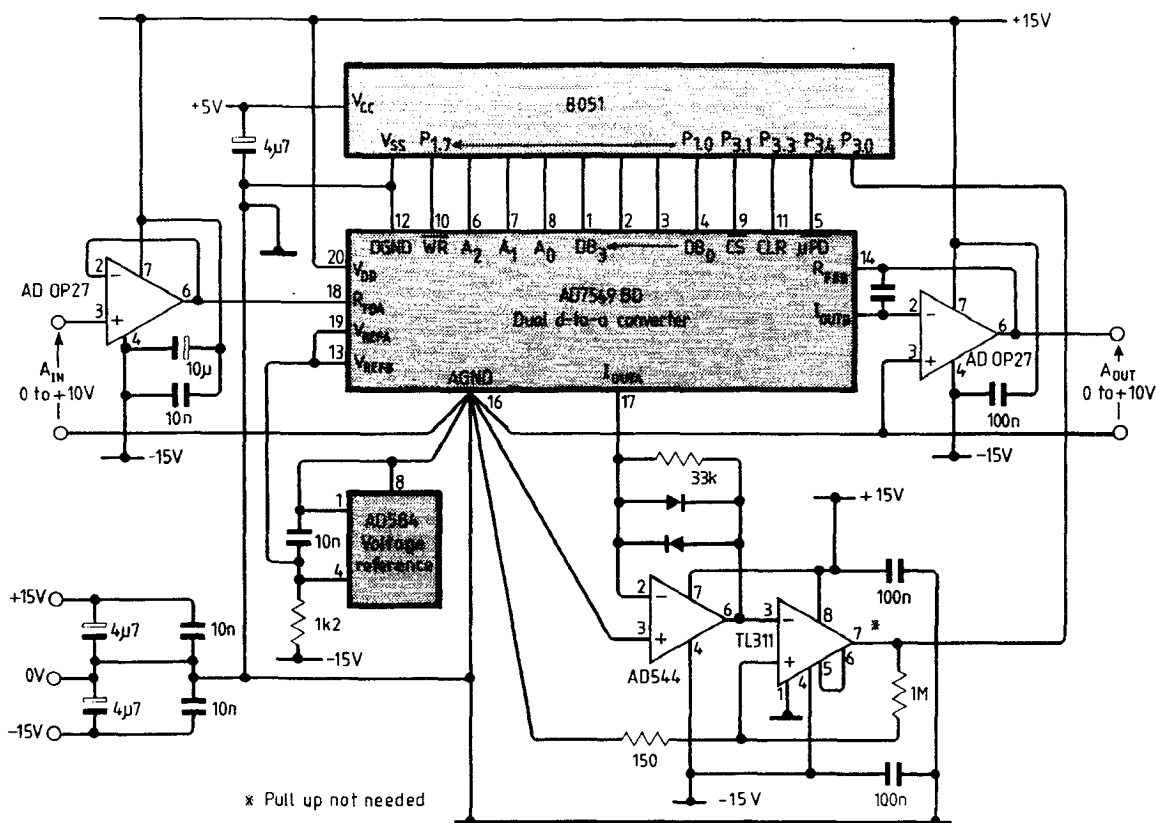 +15V
8051
+5V
VCC
4µ7
VSS P1.7 P1.0 P3.1 P3.3 P3.4 P3.0
12 10 6 7 8 1 2 3 4 9 11 5
DGND WR A2 A1 A0 DB3 DB0 CS CLR µPD
20 VDD
RFBB 14
2 − 7
AD OP27
6
18
3 +
AD7549BD
Dual d-to-a converter
19 VREFA
13 VREFB
IOUTB
2 − 7
6
3 +
AD OP27
4
4
10µ
AIN
0 to +10V
10n
AGND
16
IOUTA
17
AOUT
0 to +10V
100n
-15V
-15V
33k
8
1
AD584
Voltage
reference
10n
4
+15V
100n
1k2
-15V
2 − 7
6
3 +
4
AD544
3 −
TL311
8
7 *
+
1 4 5 6
1M
+15V
4µ7
10n
0V
4µ7
10n
-15V
150
-15V
100n
* Pull up not needed